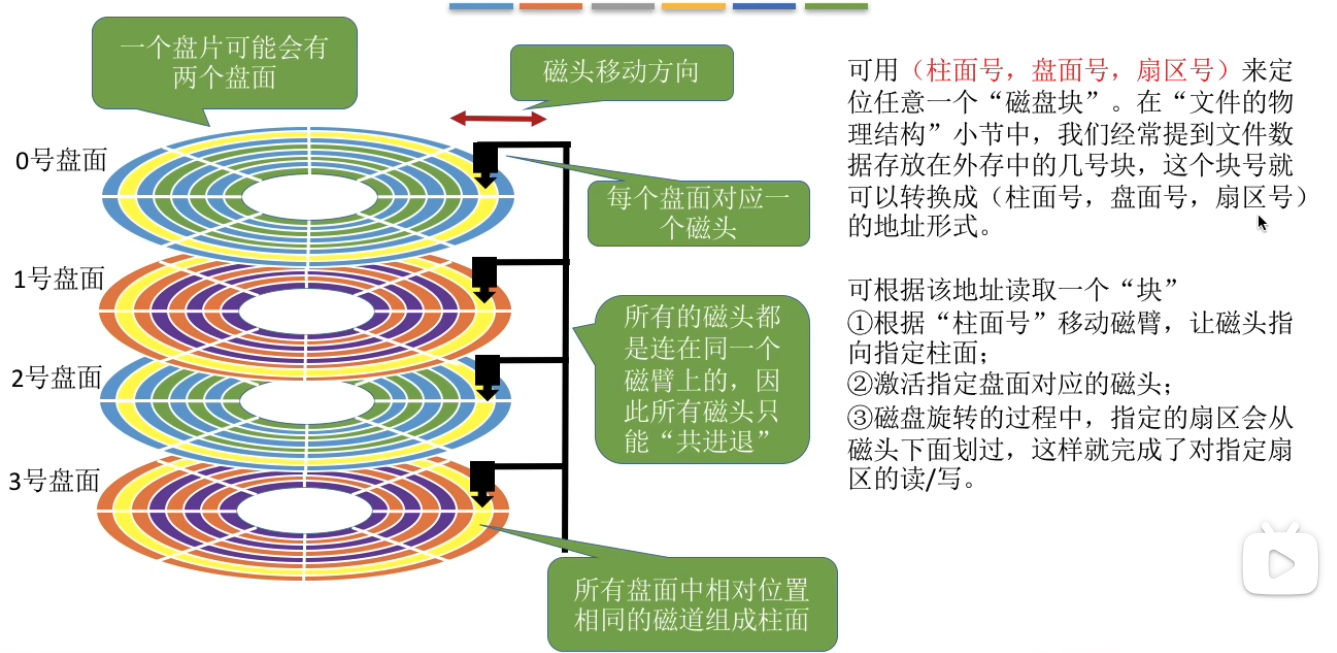 一个盘片可能会有
两个盘面
磁头移动方向
0号盘面
每个盘面对应一
个磁头
1号盘面
所有的磁头都
是连在同一个
磁臂上的，因
此所有磁头只
能“共进退”
2号盘面
3号盘面
所有盘面中相对位置
相同的磁道组成柱面
可用（柱面号，盘面号，扇区号）来定
位任意一个“磁盘块”。在“文件的物
理结构”小节中，我们经常提到文件数
据存放在外存中的几号块，这个块号就
可以转换成（柱面号，盘面号，扇区号）
的地址形式。
可根据该地址读取一个“块”
①根据“柱面号”移动磁臂，让磁头指
向指定柱面；
②激活指定盘面对应的磁头；
③磁盘旋转的过程中，指定的扇区会从
磁头下面划过，这样就完成了对指定扇
区的读/写。